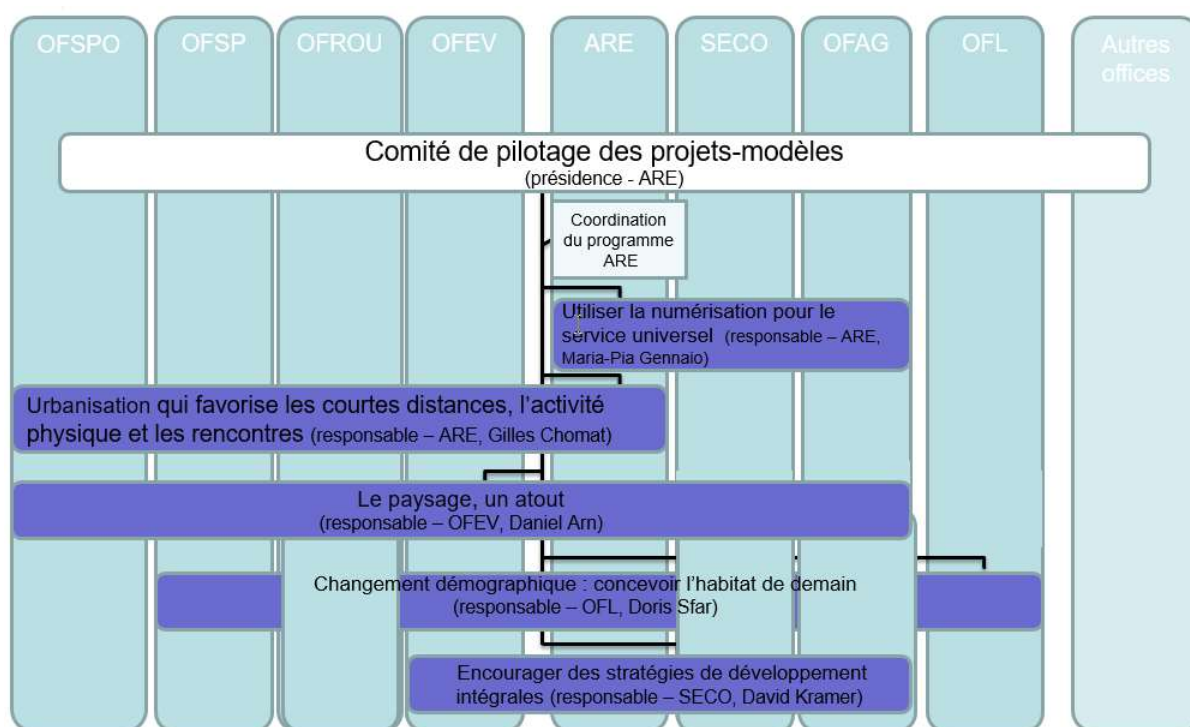 OFSPO OFSP OFROU OFEV ARE SECO OFAG OFL Autres
offices
Comité de pilotage des projets-modèles
(présidence - ARE)
Coordination
du programme
ARE
Utiliser la numérisation pour le
service universel (responsable – ARE,
Maria-Pia Gennaio)
Urbanisation qui favorise les courtes distances, l’activité
physique et les rencontres (responsable – ARE, Gilles Chomat)
Le paysage, un atout
(responsable – OFEV, Daniel Arn)
Changement démographique : concevoir l’habitat de demain
(responsable – OFL, Doris Sfar)
Encourager des stratégies de développement
intégrales (responsable – SECO, David Kramer)